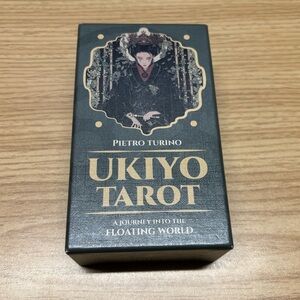 PIETRO TURINO
UKIYO
TAROT
A JOURNEY INTO THE
FLOATING WORLD